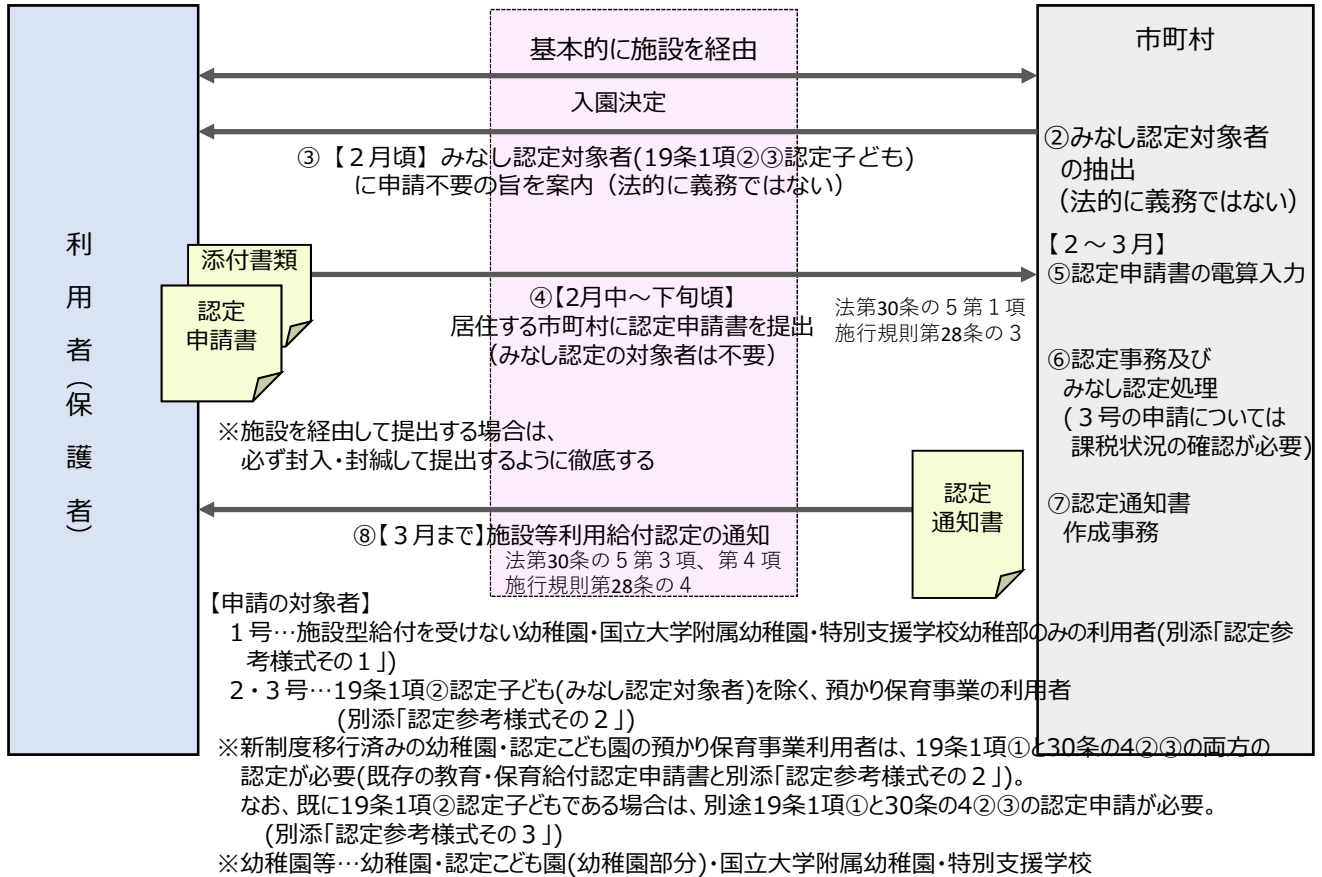 利用者(保護者)
基本的に施設を経由
市町村
入園決定
②みなし認定対象者
の抽出
(法的に義務ではない)
③【２月頃】みなし認定対象者(19条1項②③認定子ども)
に申請不要の旨を案内（法的に義務ではない）
【２～３月】
⑤認定申請書の電算入力
添付書類
認定
申請書
④【2月中～下旬頃】
居住する市町村に認定申請書を提出
（みなし認定の対象者は不要）
法第30条の５第１項
施行規則第28条の３
⑥認定事務及び
みなし認定処理
(３号の申請については
課税状況の確認が必要)
※施設を経由して提出する場合は、
必ず封入・封緘して提出するように徹底する
認定
通知書
⑦認定通知書
作成事務
⑧【３月まで】施設等利用給付認定の通知
法第30条の５第３項、第４項
施行規則第28条の４
【申請の対象者】
１号…施設型給付を受けない幼稚園・国立大学附属幼稚園・特別支援学校幼稚部のみの利用者(別添「認定参
考様式その１」)
２・３号…19条1項②認定子ども(みなし認定対象者)を除く、預かり保育事業の利用者
(別添「認定参考様式その２」)
※新制度移行済みの幼稚園・認定こども園の預かり保育事業利用者は、19条1項①と30条の4②③の両方の
認定が必要(既存の教育・保育給付認定申請書と別添「認定参考様式その２」)。
なお、既に19条1項②認定子どもである場合は、別途19条1項①と30条の4②③の認定申請が必要。
(別添「認定参考様式その３」)
※幼稚園等…幼稚園・認定こども園(幼稚園部分)・国立大学附属幼稚園・特別支援学校